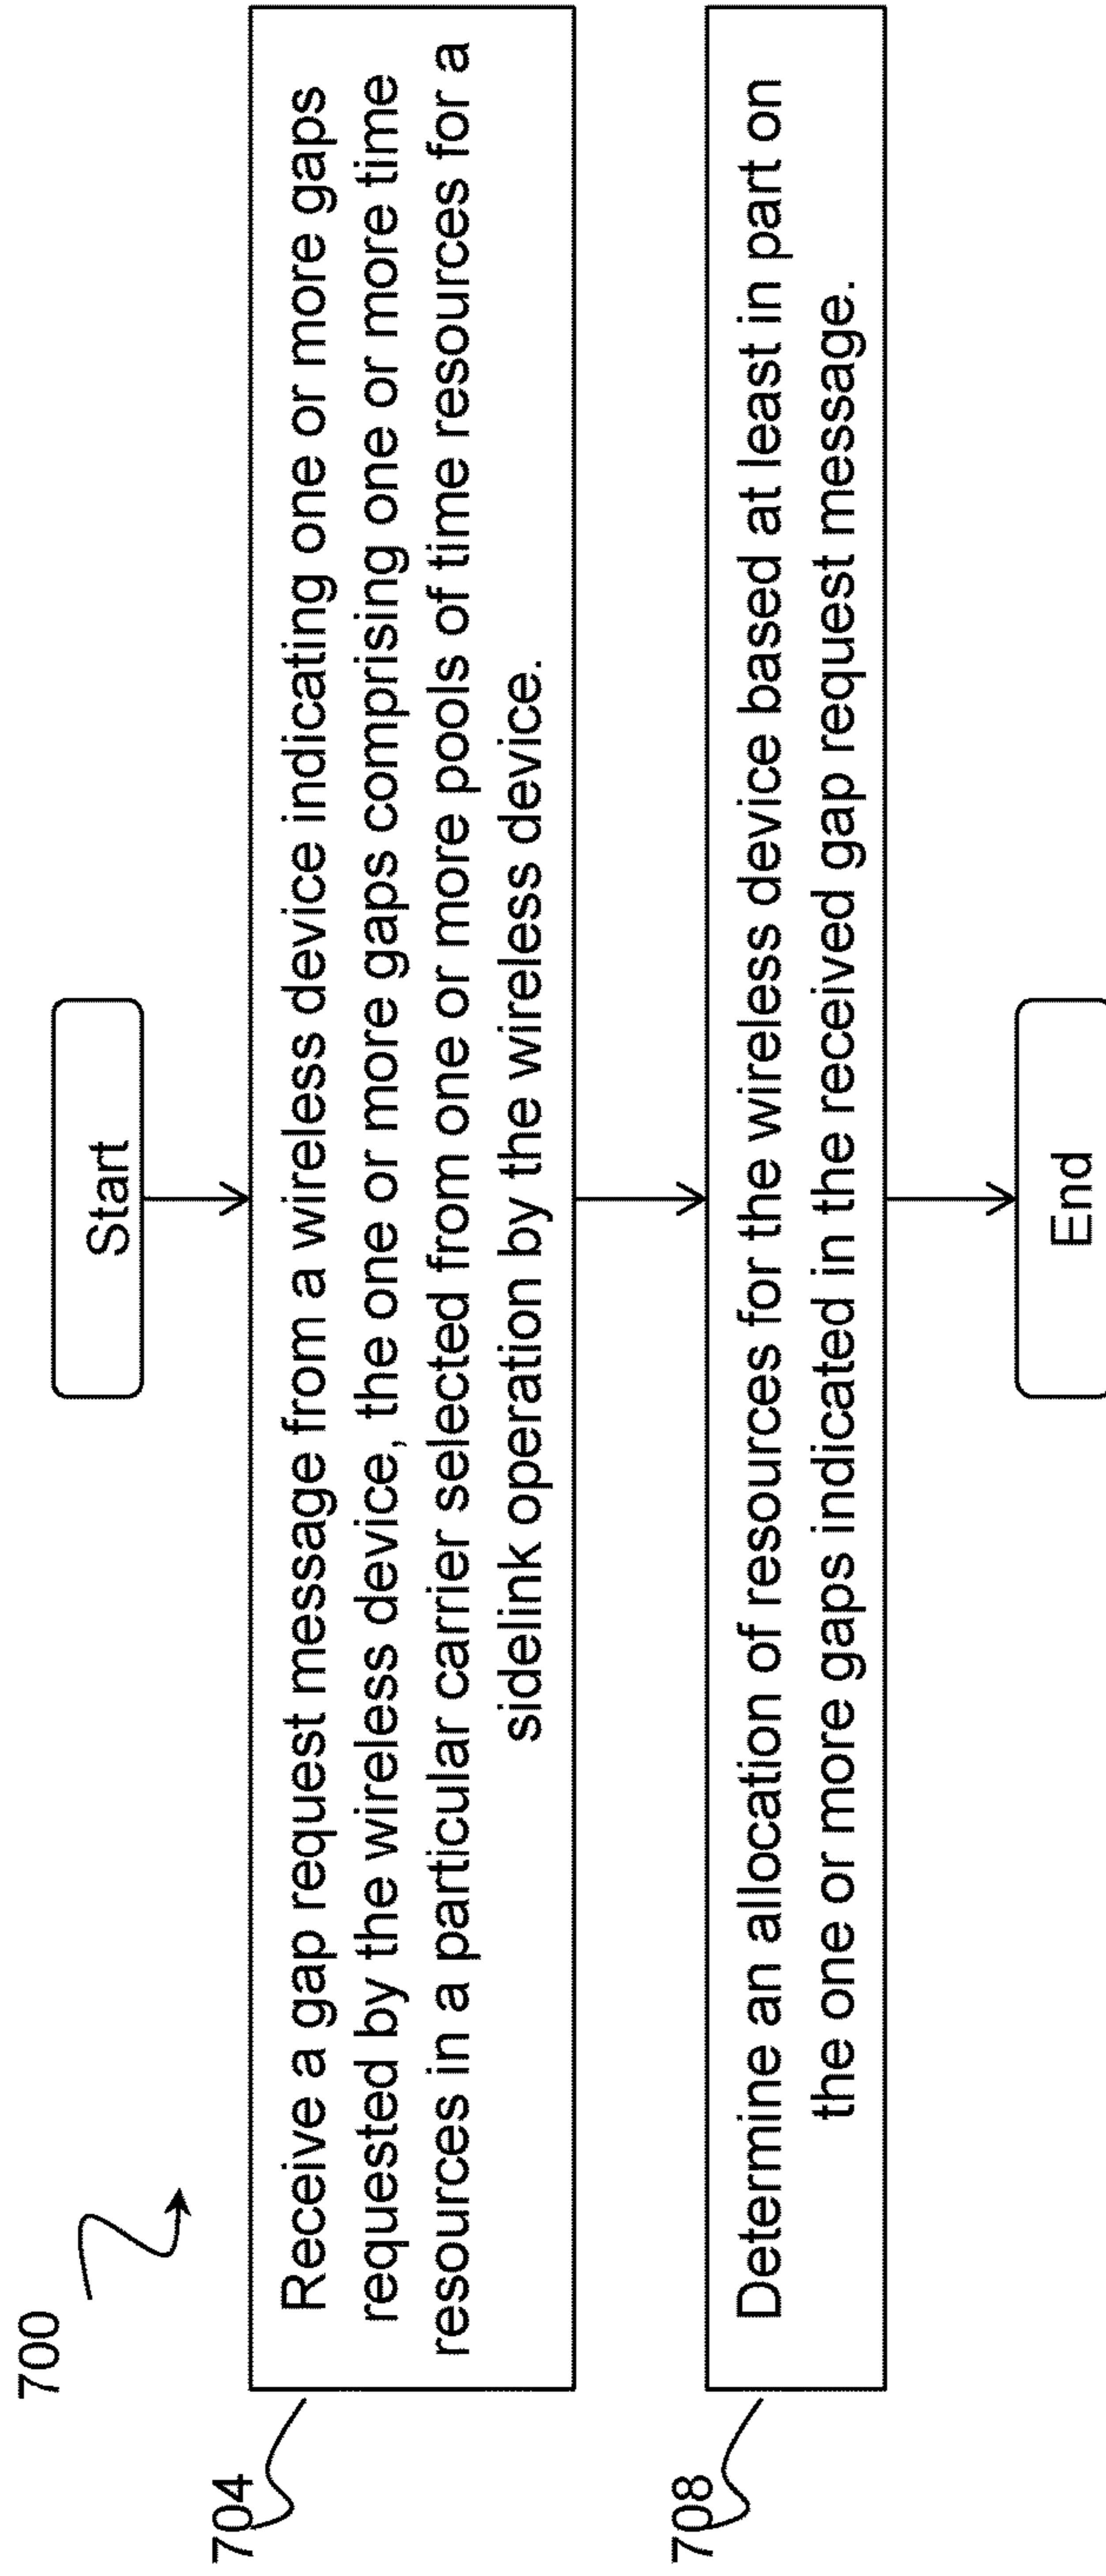 700
Start
704
Receive a gap request message from a wireless device indicating one or more gaps
requested by the wireless device, the one or more gaps comprising one or more time
resources in a particular carrier selected from one or more pools of time resources for a
sidelink operation by the wireless device.
708
Determine an allocation of resources for the wireless device based at least in part on
the one or more gaps indicated in the received gap request message.
End